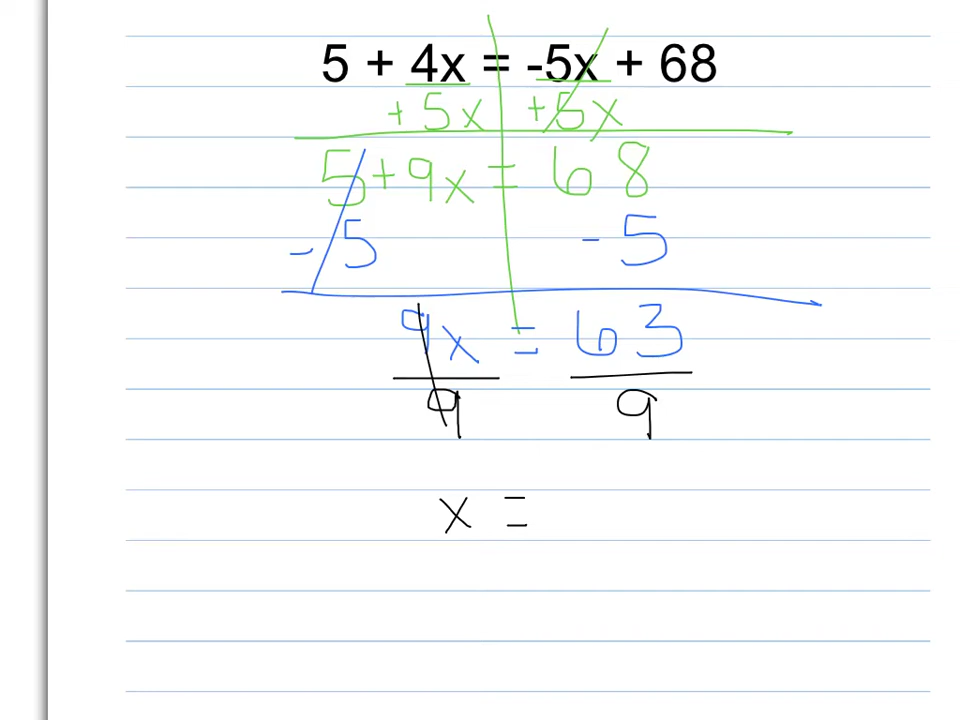 5 + 4x = -5x + 68
+ 5x +5x
5 + 9x = 68
- 5 - 5
9x = 63
9 9
x =